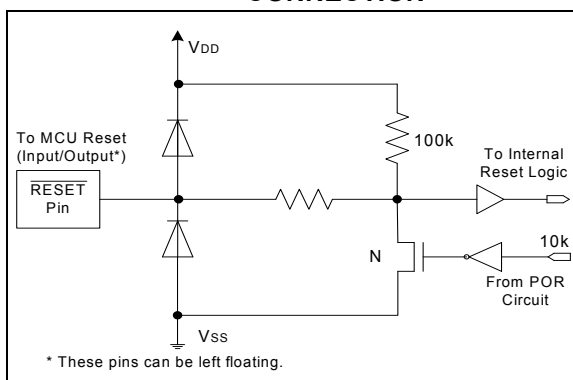 VDD
To MCU Reset
(Input/Output*)
RESET
Pin
100k
To Internal
Reset Logic
10k
N
From POR
Circuit
VSS
* These pins can be left floating.